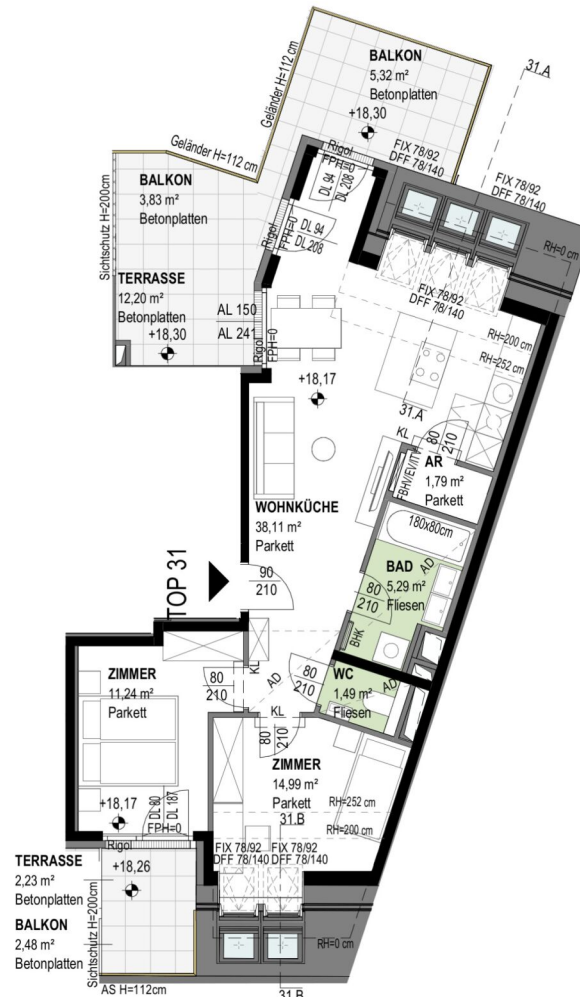 BALKON
5,32 m²
Betonplatten
+18,30
31.A
Geländer H=112 cm
Geländer H=112 cm
FIX 78/92
DFF 78/140
FIX 78/92
DFF 78/140
Rigol
FPH=0
DL 94
DL 208
BALKON
3,83 m²
Betonplatten
Sichtschutz H=200cm
Rigol
FPH=0
DL 94
DL 208
RH=0 cm
TERRASSE
12,20 m²
Betonplatten
+18,30
AL 150
AL 241
Rigol
FPH=0
FIX 78/92
DFF 78/140
RH=200 cm
RH=252 cm
+18,17
31.A
KL
80
210
AR
1,79 m²
Parkett
FBHV/EV/IT
WOHNKÜCHE
38,11 m²
Parkett
180x80cm
BAD
5,29 m²
Fliesen
AD
80
210
BHK
TOP 31
90
210
ZIMMER
11,24 m²
Parkett
KL
80
210
AD
80
210
WC
1,49 m²
Fliesen
AD
KL
80
210
ZIMMER
14,99 m²
Parkett
31.B
RH=252 cm
RH=200 cm
+18,17
DL 80
DL 187
FPH=0
Rigol
FIX 78/92
DFF 78/140
FIX 78/92
DFF 78/140
TERRASSE
2,23 m²
Betonplatten
+18,26
BALKON
2,48 m²
Betonplatten
Sichtschutz H=200cm
RH=0 cm
AS H=112cm
31.B